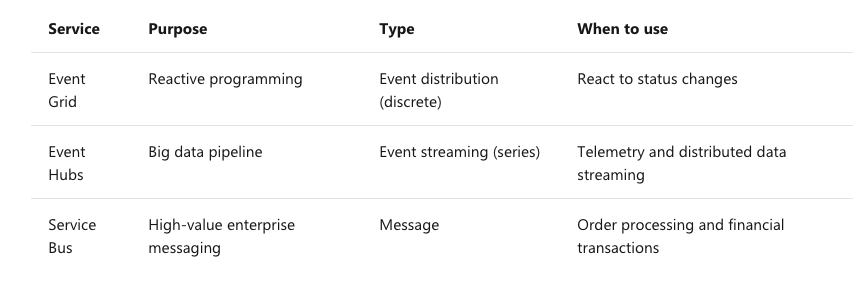 Service Purpose Type When to use
Event Grid Reactive programming Event distribution (discrete) React to status changes
Event Hubs Big data pipeline Event streaming (series) Telemetry and distributed data streaming
Service Bus High-value enterprise messaging Message Order processing and financial transactions